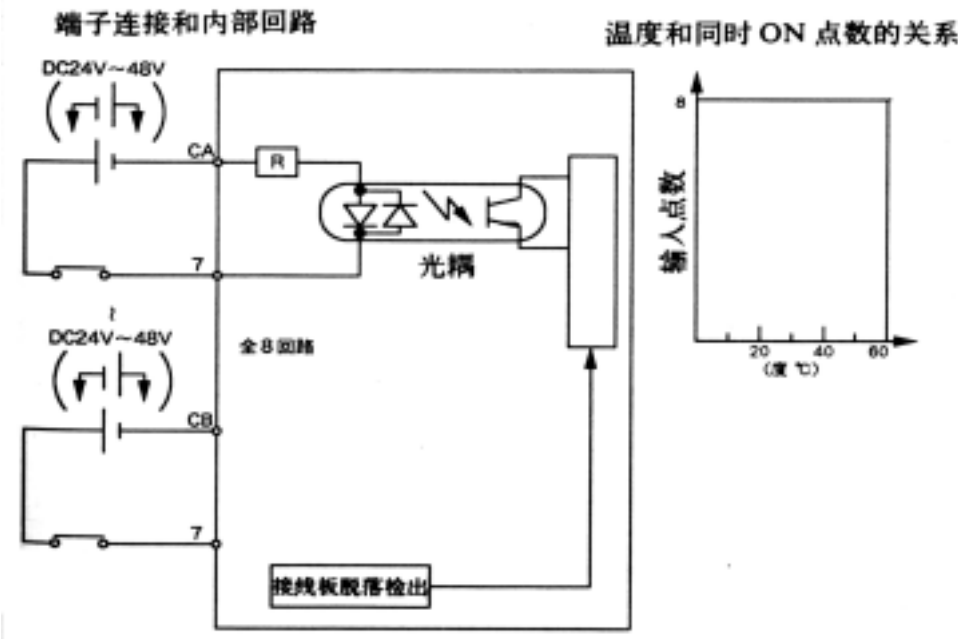 端子连接和内部回路
温度和同时 ON 点数的关系
DC24V～48V
CA
R
7
光耦
～
DC24V～48V
全8回路
CB
7
接线板脱落检出
8
输入点数
20 40 60
(度 ℃)